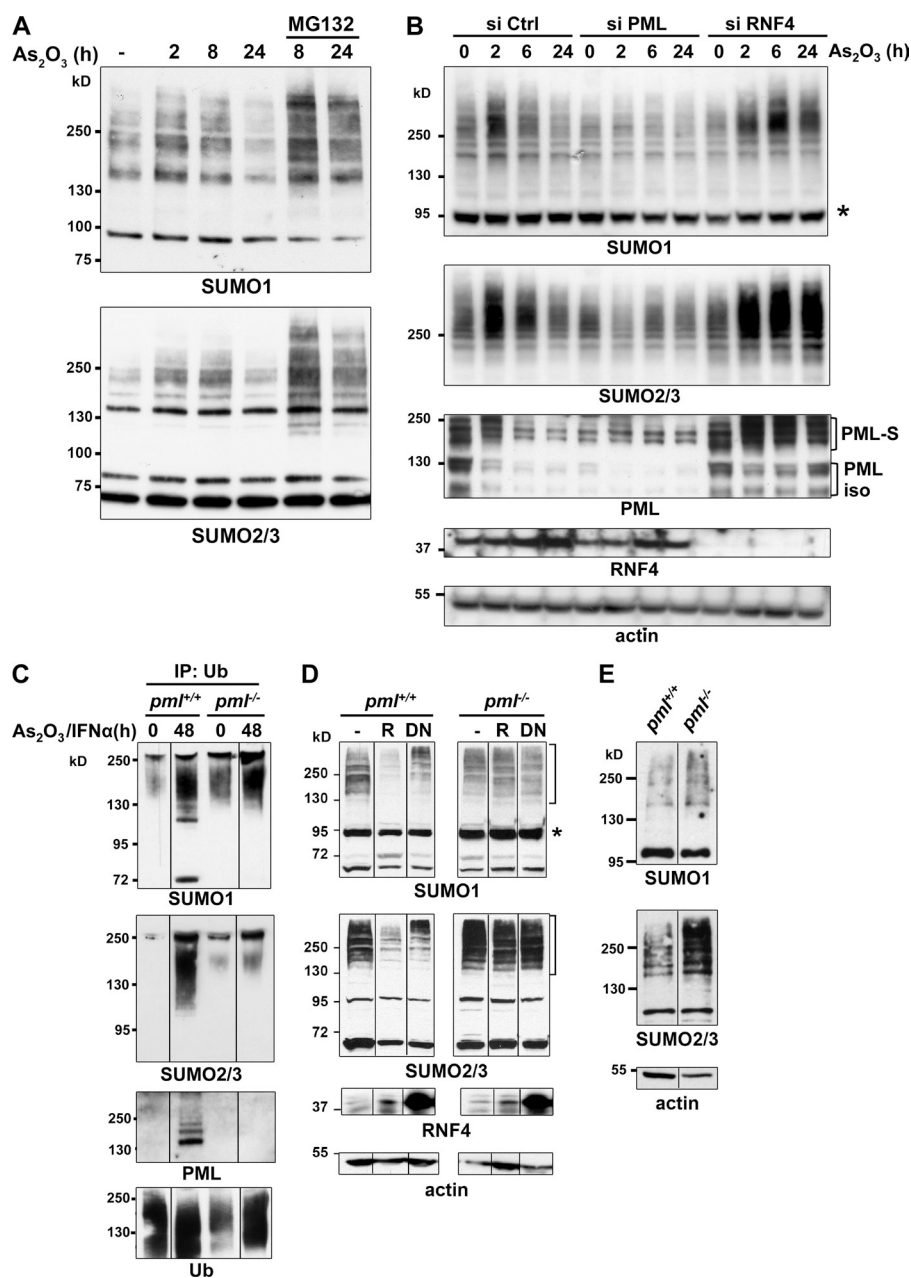 A
MG132
As2O3 (h) - 2 8 24 8 24
kD
250
130
100
75
SUMO1
250
130
100
75
SUMO2/3
B
si Ctrl si PML si RNF4
0 2 6 24 0 2 6 24 0 2 6 24 As2O3 (h)
kD
250
130
95
*
SUMO1
250
SUMO2/3
250
PML-S
130
PML
iso
PML
37
RNF4
55
actin
C
IP: Ub
pml+/+ pml-/-
As2O3/IFNα(h) 0 48 0 48
kD
250
130
95
72
SUMO1
250
130
95
SUMO2/3
250
130
PML
250
130
Ub
D
pml+/+ pml-/-
- R DN - R DN
kD
250
130
95
*
72
SUMO1
250
130
95
72
SUMO2/3
37
RNF4
55
actin
E
pml+/+ pml-/-
kD
250
130
95
SUMO1
250
130
SUMO2/3
55
actin